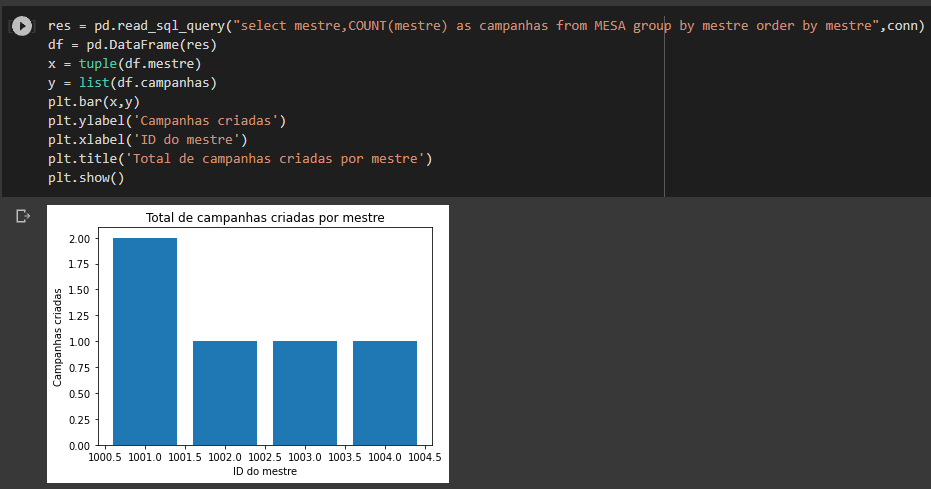 res = pd.read_sql_query("select mestre,COUNT(mestre) as campanhas from MESA group by mestre order by mestre",conn)
df = pd.DataFrame(res)
x = tuple(df.mestre)
y = list(df.campanhas)
plt.bar(x,y)
plt.ylabel('Campanhas criadas')
plt.xlabel('ID do mestre')
plt.title('Total de campanhas criadas por mestre')
plt.show()
Total de campanhas criadas por mestre
Campanhas criadas
2.00
1.75
1.50
1.25
1.00
0.75
0.50
0.25
0.00
1000.5 1001.0 1001.5 1002.0 1002.5 1003.0 1003.5 1004.0 1004.5
ID do mestre